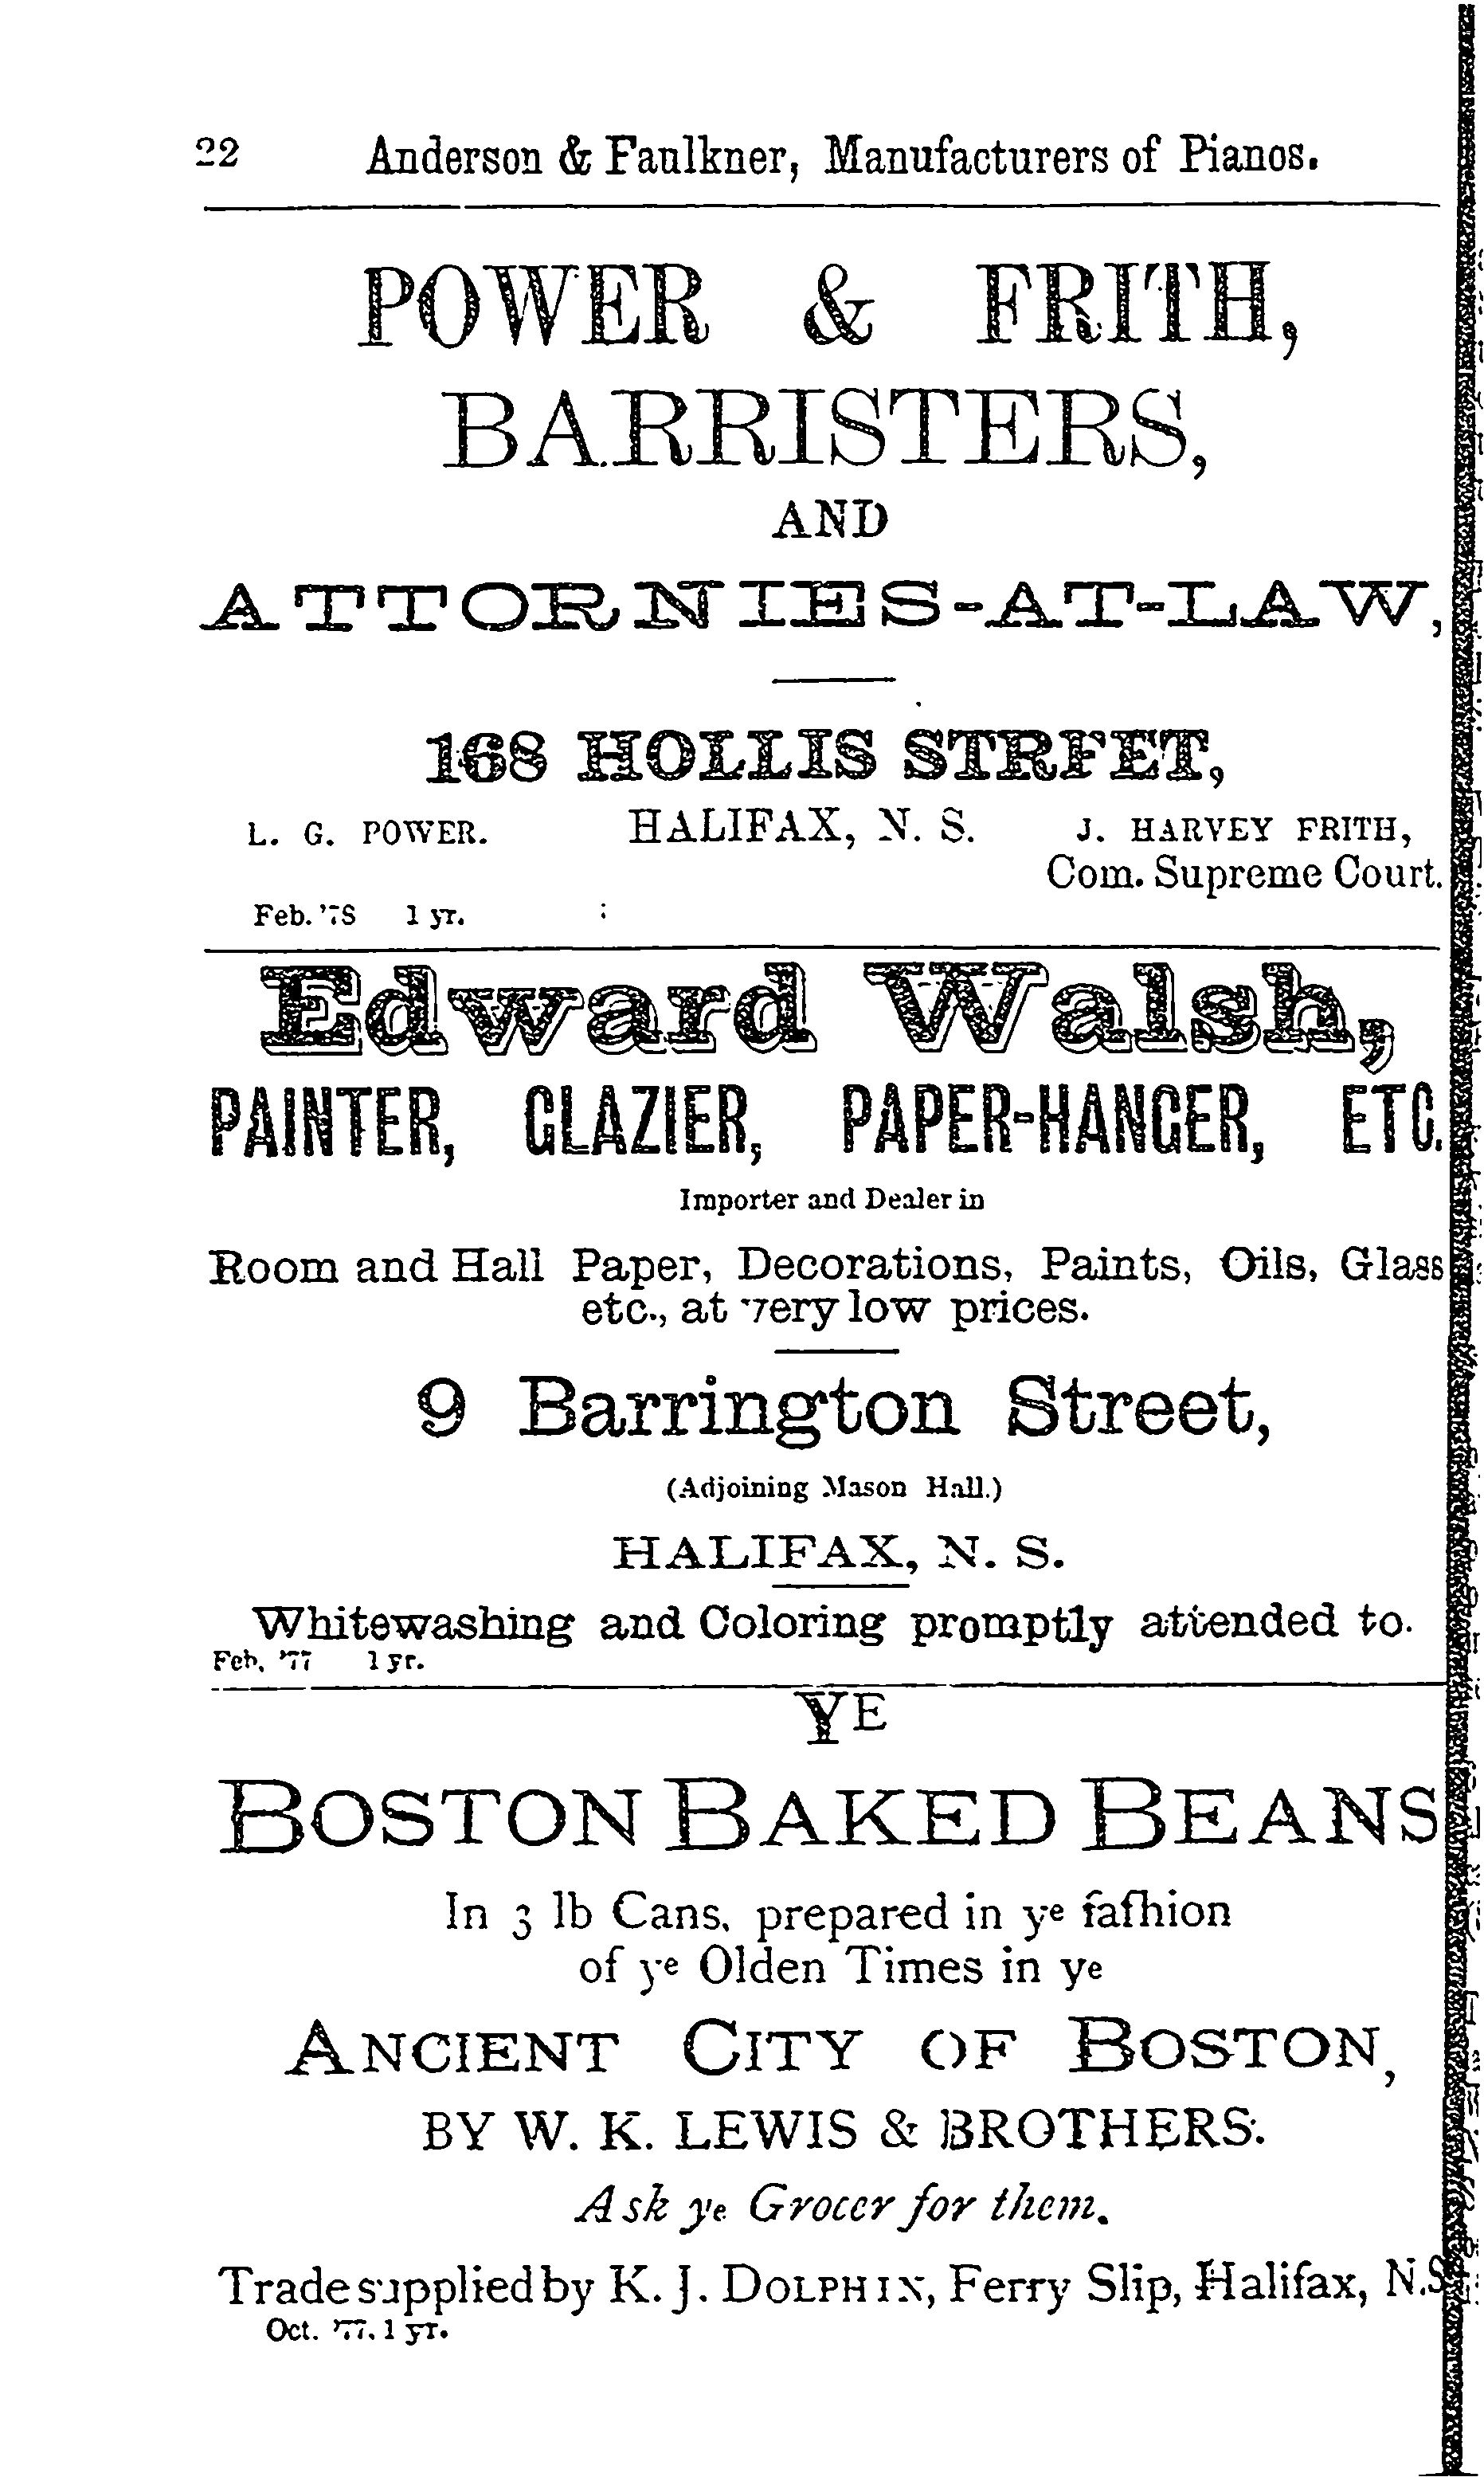 22 Anderson & Faulkner, Manufacturers of Pianos.
POWER & FRITH,
BARRISTERS,
AND
ATTORNIES-AT-LAW,
168 HOLLIS STREET,
L. G. POWER. HALIFAX, N. S. J. HARVEY FRITH,
Com. Supreme Court.
Feb. '78 1 yr.
Edward Walsh,
PAINTER, GLAZIER, PAPER-HANGER, ETC.
Importer and Dealer in
Room and Hall Paper, Decorations, Paints, Oils, Glass
etc., at very low prices.
9 Barrington Street,
(Adjoining Mason Hall.)
HALIFAX, N. S.
Whitewashing and Coloring promptly attended to.
Feb. '77 1 yr.
YE
BOSTON BAKED BEANS
In 3 lb Cans, prepared in ye faſhion
of ye Olden Times in ye
ANCIENT CITY OF BOSTON,
BY W. K. LEWIS & BROTHERS.
Ask ye Grocer for them.
Trade supplied by K. J. DOLPHIN, Ferry Slip, Halifax, N.S
Oct. '77. 1 yr.